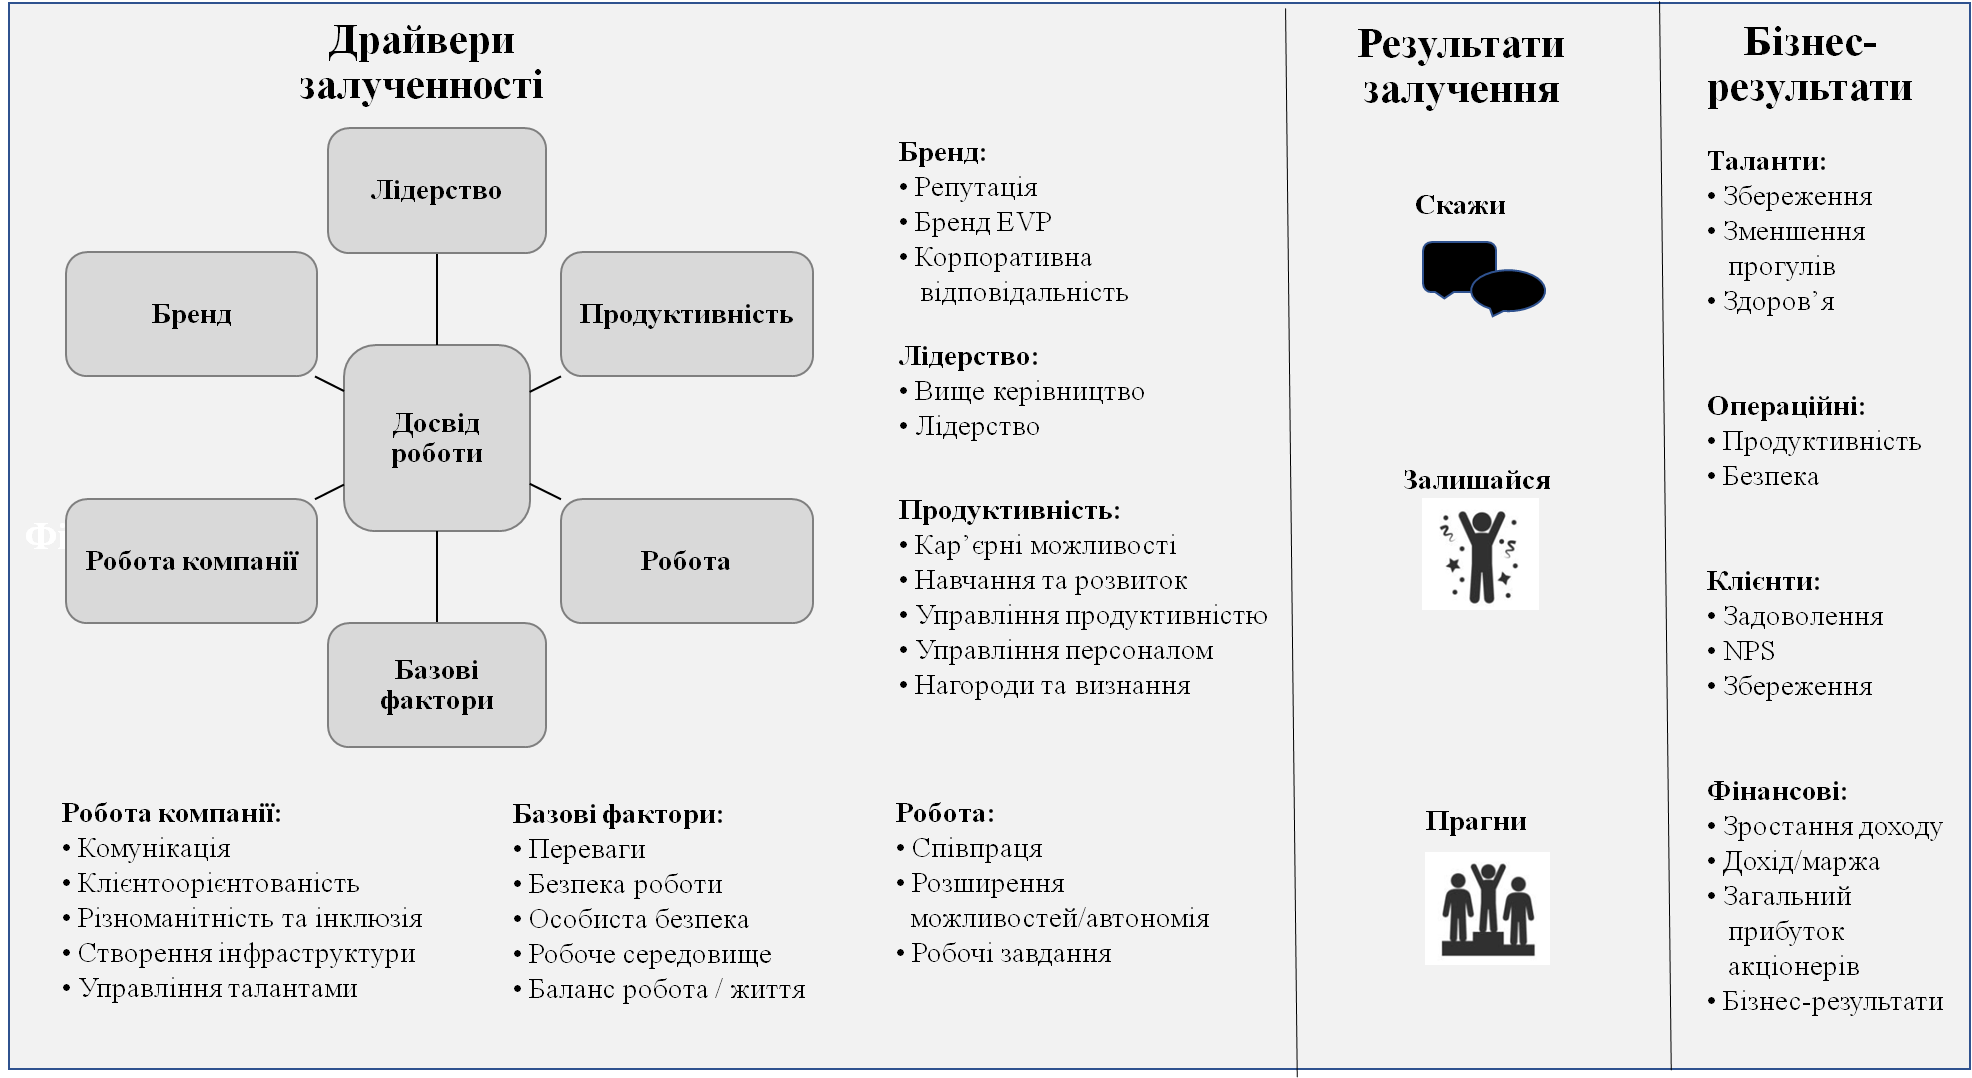 Драйвери
залученності
Лідерство
Бренд
Продуктивність
Досвід
роботи
Фі
Робота компанії
Робота
Базові
фактори
Бренд:
• Репутація
• Бренд EVP
• Корпоративна
відповідальність
Лідерство:
• Вище керівництво
• Лідерство
Продуктивність:
• Кар’єрні можливості
• Навчання та розвиток
• Управління продуктивністю
• Управління персоналом
• Нагороди та визнання
Робота компанії:
• Комунікація
• Клієнтоорієнтованість
• Різноманітність та інклюзія
• Створення інфраструктури
• Управління талантами
Базові фактори:
• Переваги
• Безпека роботи
• Особиста безпека
• Робоче середовище
• Баланс робота / життя
Робота:
• Співпраця
• Розширення
можливостей/автономія
• Робочі завдання
Результати
залучення
Скажи
Залишайся
Прагни
Бізнес-
результати
Таланти:
• Збереження
• Зменшення
прогулів
• Здоров’я
Операційні:
• Продуктивність
• Безпека
Клієнти:
• Задоволення
• NPS
• Збереження
Фінансові:
• Зростання доходу
• Дохід/маржа
• Загальний
прибуток
акціонерів
• Бізнес-результати